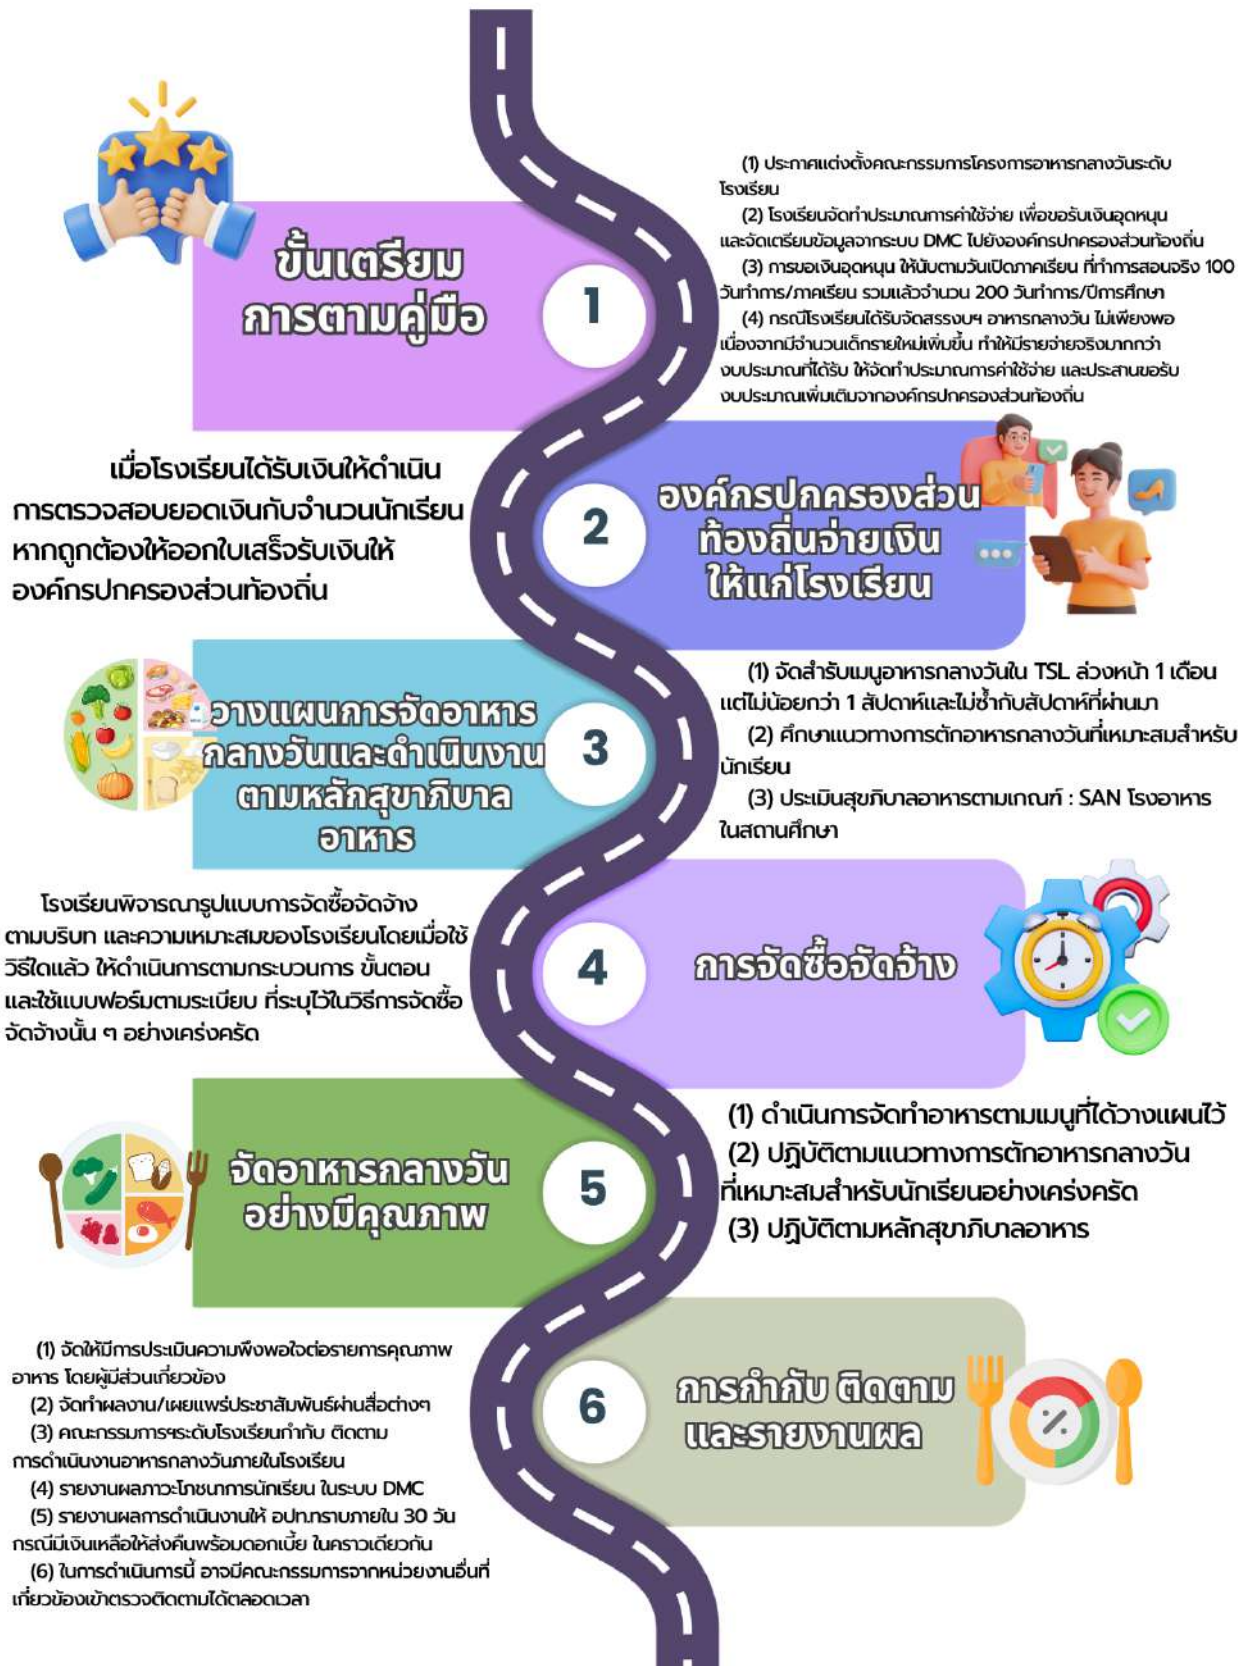 ขั้นเตรียม
การตามคู่มือ
1
(1) ประกาศแต่งตั้งคณะกรรมการโครงการอาหารกลางวันระดับ
โรงเรียน
(2) โรงเรียนจัดทำประมาณการค่าใช้จ่าย เพื่อขอรับเงินอุดหนุน
และจัดเตรียมข้อมูลจากระบบ DMC ไปยังองค์กรปกครองส่วนท้องถิ่น
(3) การขอเงินอุดหนุน ให้นับตามวันเปิดภาคเรียน ที่ทำการสอนจริง 100
วันทำการ/ภาคเรียน รวมแล้วจำนวน 200 วันทำการ/ปีการศึกษา
(4) กรณีโรงเรียนได้รับจัดสรรงบฯ อาหารกลางวัน ไม่เพียงพอ
เนื่องจากมีจำนวนเด็กรายใหม่เพิ่มขึ้น ทำให้มีรายจ่ายจริงมากกว่า
งบประมาณที่ได้รับ ให้จัดทำประมาณการค่าใช้จ่าย และประสานขอรับ
งบประมาณเพิ่มเติมจากองค์กรปกครองส่วนท้องถิ่น
เมื่อโรงเรียนได้รับเงินให้ดำเนิน
การตรวจสอบยอดเงินกับจำนวนนักเรียน
หากถูกต้องให้ออกใบเสร็จรับเงินให้
องค์กรปกครองส่วนท้องถิ่น
2
องค์กรปกครองส่วน
ท้องถิ่นจ่ายเงิน
ให้แก่โรงเรียน
วางแผนการจัดอาหาร
กลางวันและดำเนินงาน
ตามหลักสุขาภิบาล
อาหาร
3
(1) จัดสำรับเมนูอาหารกลางวันใน TSL ล่วงหน้า 1 เดือน
แต่ไม่น้อยกว่า 1 สัปดาห์และไม่ซ้ำกับสัปดาห์ที่ผ่านมา
(2) ศึกษาแนวทางการตักอาหารกลางวันที่เหมาะสมสำหรับ
นักเรียน
(3) ประเมินสุขภิบาลอาหารตามเกณฑ์ : SAN โรงอาหาร
ในสถานศึกษา
โรงเรียนพิจารณารูปแบบการจัดซื้อจัดจ้าง
ตามบริบท และความเหมาะสมของโรงเรียนโดยเมื่อใช้
วิธีใดแล้ว ให้ดำเนินการตามกระบวนการ ขั้นตอน
และใช้แบบฟอร์มตามระเบียบ ที่ระบุไว้ในวิธีการจัดซื้อ
จัดจ้างนั้น ๆ อย่างเคร่งครัด
4
การจัดซื้อจัดจ้าง
จัดอาหารกลางวัน
อย่างมีคุณภาพ
5
(1) ดำเนินการจัดทำอาหารตามเมนูที่ได้วางแผนไว้
(2) ปฏิบัติตามแนวทางการตักอาหารกลางวัน
ที่เหมาะสมสำหรับนักเรียนอย่างเคร่งครัด
(3) ปฏิบัติตามหลักสุขาภิบาลอาหาร
(1) จัดให้มีการประเมินความพึงพอใจต่อรายการคุณภาพ
อาหาร โดยผู้มีส่วนเกี่ยวข้อง
(2) จัดทำผลงาน/เผยแพร่ประชาสัมพันธ์ผ่านสื่อต่างๆ
(3) คณะกรรมการฯระดับโรงเรียนกำกับ ติดตาม
การดำเนินงานอาหารกลางวันภายในโรงเรียน
(4) รายงานผลภาวะโภชนาการนักเรียน ในระบบ DMC
(5) รายงานผลการดำเนินงานให้ อปท.ทราบภายใน 30 วัน
กรณีมีเงินเหลือให้ส่งคืนพร้อมดอกเบี้ย ในคราวเดียวกัน
(6) ในการดำเนินการนี้ อาจมีคณะกรรมการจากหน่วยงานอื่นที่
เกี่ยวข้องเข้าตรวจติดตามได้ตลอดเวลา
6
การกำกับ ติดตาม
และรายงานผล
%